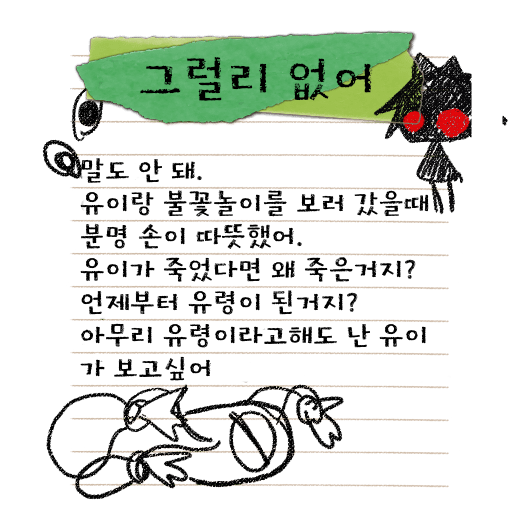 그럴리 없어
말도 안 돼.
유이랑 불꽃놀이를 보러 갔을때
분명 손이 따뜻했어.
유이가 죽었다면 왜 죽은거지?
언제부터 유령이 된거지?
아무리 유령이라고해도 난 유이
가 보고싶어